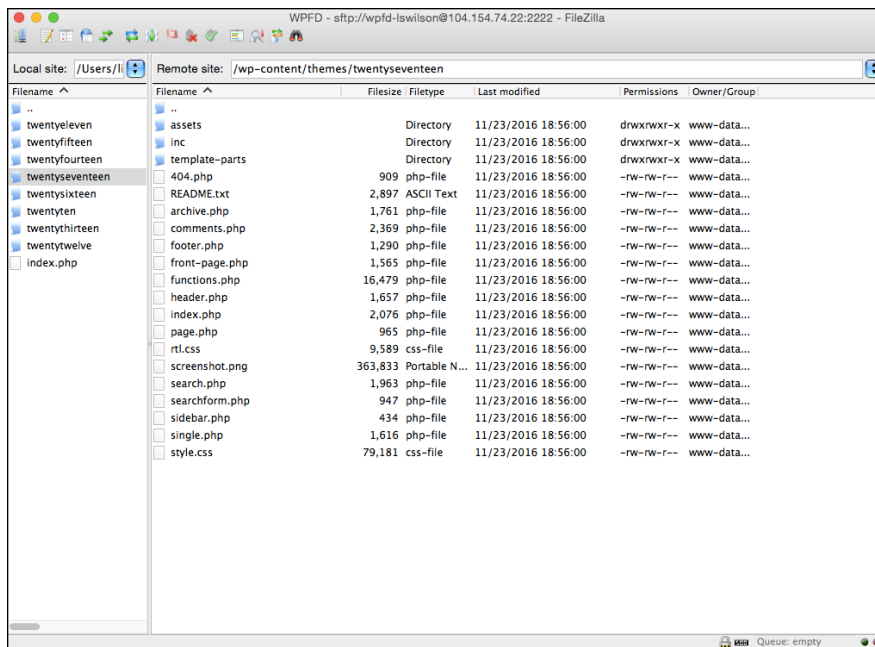 WPFD - sftp://wpfd-lswilson@104.154.74.22:2222 - FileZilla
Local site: /Users/li Remote site: /wp-content/themes/twentyseventeen
Filename Filename Filesize Filetype Last modified Permissions Owner/Group
.. ..
twentyeleven assets Directory 11/23/2016 18:56:00 drwxrwxr-x www-data...
twentyfifteen inc Directory 11/23/2016 18:56:00 drwxrwxr-x www-data...
twentyfourteen template-parts Directory 11/23/2016 18:56:00 drwxrwxr-x www-data...
twentyseventeen 404.php 909 php-file 11/23/2016 18:56:00 -rw-rw-r-- www-data...
twentysixteen README.txt 2,897 ASCII Text 11/23/2016 18:56:00 -rw-rw-r-- www-data...
twentyten archive.php 1,761 php-file 11/23/2016 18:56:00 -rw-rw-r-- www-data...
twentythirteen comments.php 2,369 php-file 11/23/2016 18:56:00 -rw-rw-r-- www-data...
twentytwelve footer.php 1,290 php-file 11/23/2016 18:56:00 -rw-rw-r-- www-data...
index.php front-page.php 1,565 php-file 11/23/2016 18:56:00 -rw-rw-r-- www-data...
functions.php 16,479 php-file 11/23/2016 18:56:00 -rw-rw-r-- www-data...
header.php 1,657 php-file 11/23/2016 18:56:00 -rw-rw-r-- www-data...
index.php 2,076 php-file 11/23/2016 18:56:00 -rw-rw-r-- www-data...
page.php 965 php-file 11/23/2016 18:56:00 -rw-rw-r-- www-data...
rtl.css 9,589 css-file 11/23/2016 18:56:00 -rw-rw-r-- www-data...
screenshot.png 363,833 Portable N... 11/23/2016 18:56:00 -rw-rw-r-- www-data...
search.php 1,963 php-file 11/23/2016 18:56:00 -rw-rw-r-- www-data...
searchform.php 947 php-file 11/23/2016 18:56:00 -rw-rw-r-- www-data...
sidebar.php 434 php-file 11/23/2016 18:56:00 -rw-rw-r-- www-data...
single.php 1,616 php-file 11/23/2016 18:56:00 -rw-rw-r-- www-data...
style.css 79,181 css-file 11/23/2016 18:56:00 -rw-rw-r-- www-data...
Queue: empty